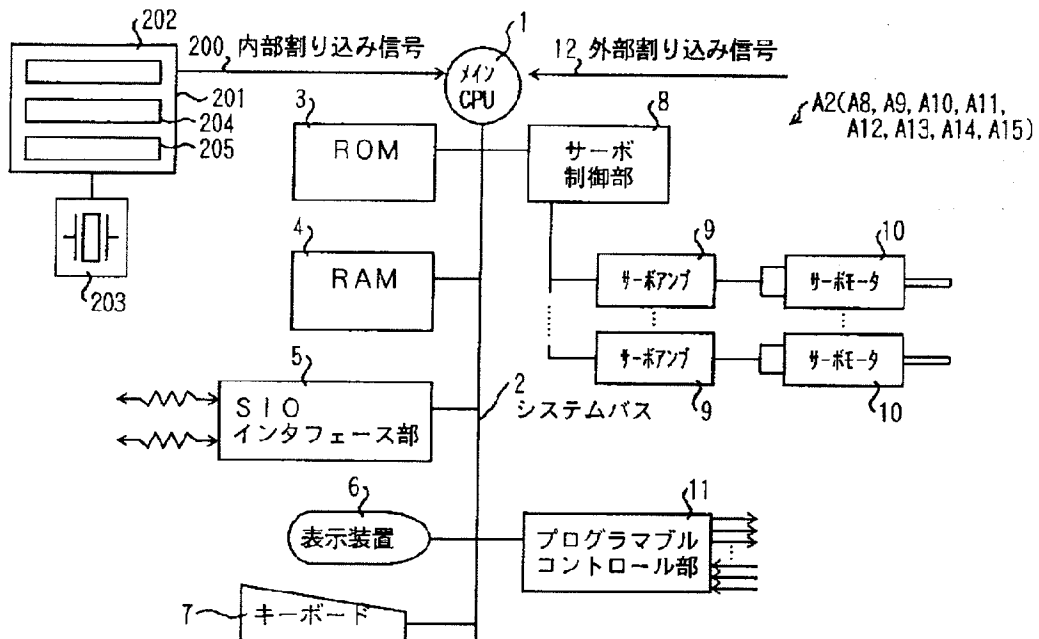 202
200 内部割り込み信号
1
12 外部割り込み信号
メイン
CPU
201
204
205
203
A2(A8, A9, A10, A11,
A12, A13, A14, A15)
3
ROM
8
サーボ
制御部
4
RAM
9
サーボアンプ
10
サーボモータ
サーボアンプ
9
サーボモータ
10
5
SIO
インタフェース部
2
システムバス
6
表示装置
11
プログラマブル
コントロール部
7
キーボード